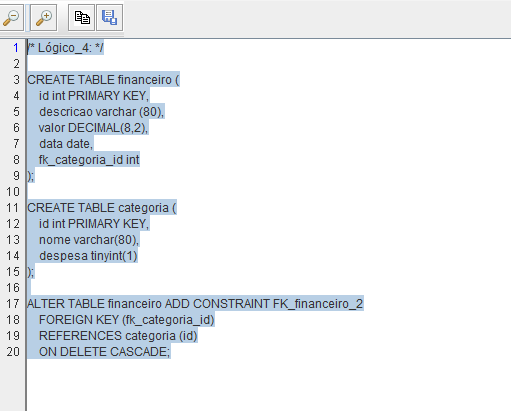 1 /* Lógico_4: */
2
3 CREATE TABLE financeiro (
4 id int PRIMARY KEY,
5 descricao varchar (80),
6 valor DECIMAL(8,2),
7 data date,
8 fk_categoria_id int
9 );
10
11 CREATE TABLE categoria (
12 id int PRIMARY KEY,
13 nome varchar(80),
14 despesa tinyint(1)
15 );
16
17 ALTER TABLE financeiro ADD CONSTRAINT FK_financeiro_2
18 FOREIGN KEY (fk_categoria_id)
19 REFERENCES categoria (id)
20 ON DELETE CASCADE;